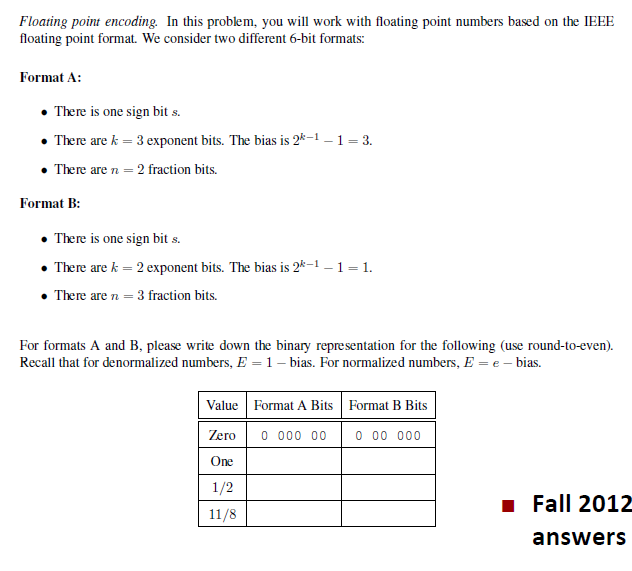 Floating point encoding. In this problem, you will work with floating point numbers based on the IEEE
floating point format. We consider two different 6-bit formats:
Format A:
• There is one sign bit s.
• There are k = 3 exponent bits. The bias is 2^{k−1} − 1 = 3.
• There are n = 2 fraction bits.
Format B:
• There is one sign bit s.
• There are k = 2 exponent bits. The bias is 2^{k−1} − 1 = 1.
• There are n = 3 fraction bits.
For formats A and B, please write down the binary representation for the following (use round-to-even).
Recall that for denormalized numbers, E = 1 − bias. For normalized numbers, E = e − bias.
Value Format A Bits Format B Bits
Zero 0 000 00 0 00 000
One
1/2
11/8
■ Fall 2012
answers